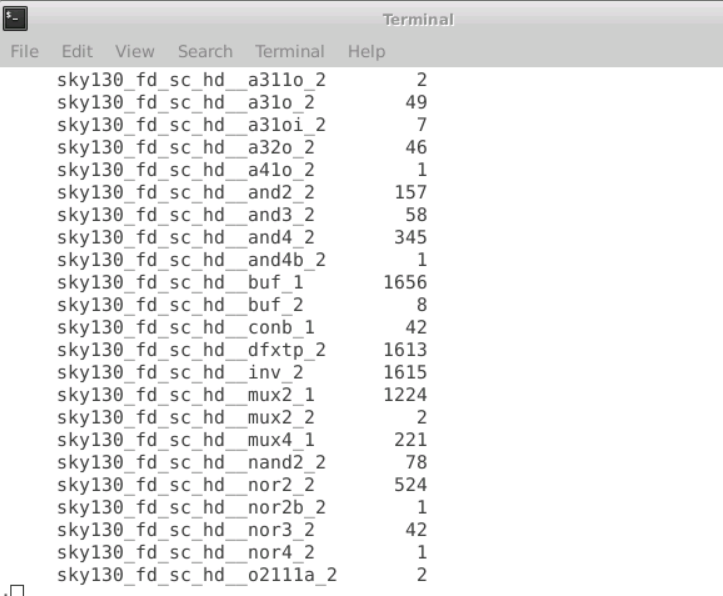 Terminal
File Edit View Search Terminal Help
sky130_fd_sc_hd__a311o_2 2
sky130_fd_sc_hd__a31o_2 49
sky130_fd_sc_hd__a31oi_2 7
sky130_fd_sc_hd__a32o_2 46
sky130_fd_sc_hd__a41o_2 1
sky130_fd_sc_hd__and2_2 157
sky130_fd_sc_hd__and3_2 58
sky130_fd_sc_hd__and4_2 345
sky130_fd_sc_hd__and4b_2 1
sky130_fd_sc_hd__buf_1 1656
sky130_fd_sc_hd__buf_2 8
sky130_fd_sc_hd__conb_1 42
sky130_fd_sc_hd__dfxtp_2 1613
sky130_fd_sc_hd__inv_2 1615
sky130_fd_sc_hd__mux2_1 1224
sky130_fd_sc_hd__mux2_2 2
sky130_fd_sc_hd__mux4_1 221
sky130_fd_sc_hd__nand2_2 78
sky130_fd_sc_hd__nor2_2 524
sky130_fd_sc_hd__nor2b_2 1
sky130_fd_sc_hd__nor3_2 42
sky130_fd_sc_hd__nor4_2 1
sky130_fd_sc_hd__o2111a_2 2